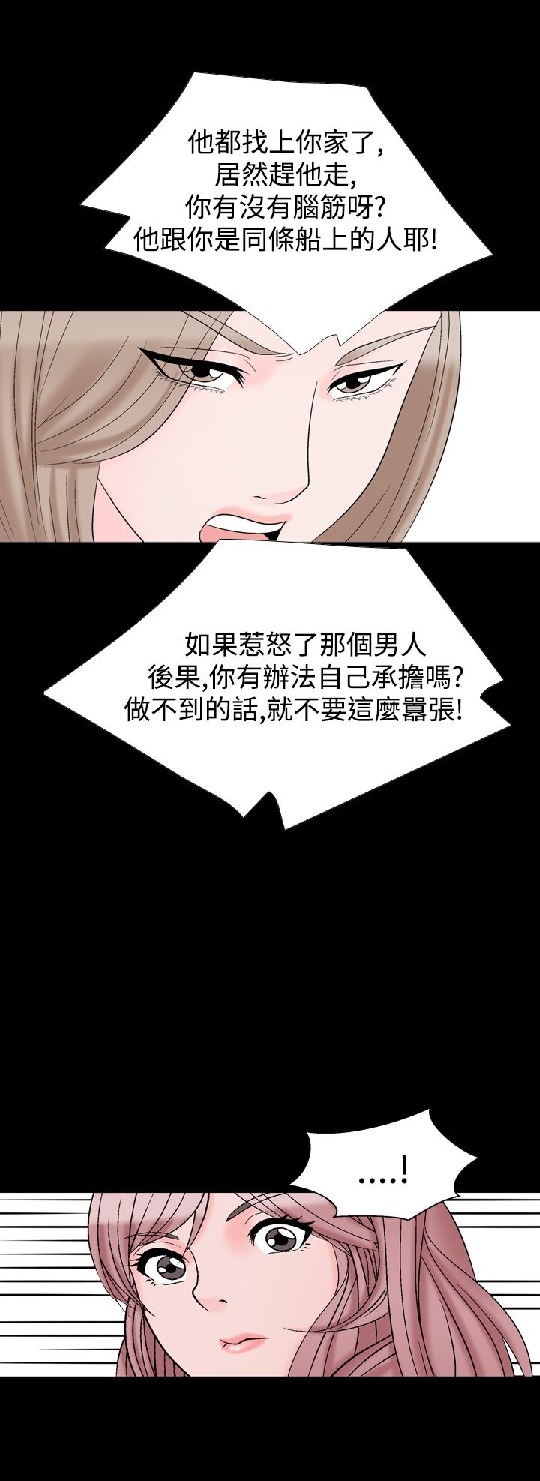 他都找上你家了,
居然趕他走,
你有沒有腦筋呀?
他跟你是同條船上的人耶!
如果惹怒了那個男人
後果,你有辦法自己承擔嗎?
做不到的話,就不要這麼囂張!
.....!